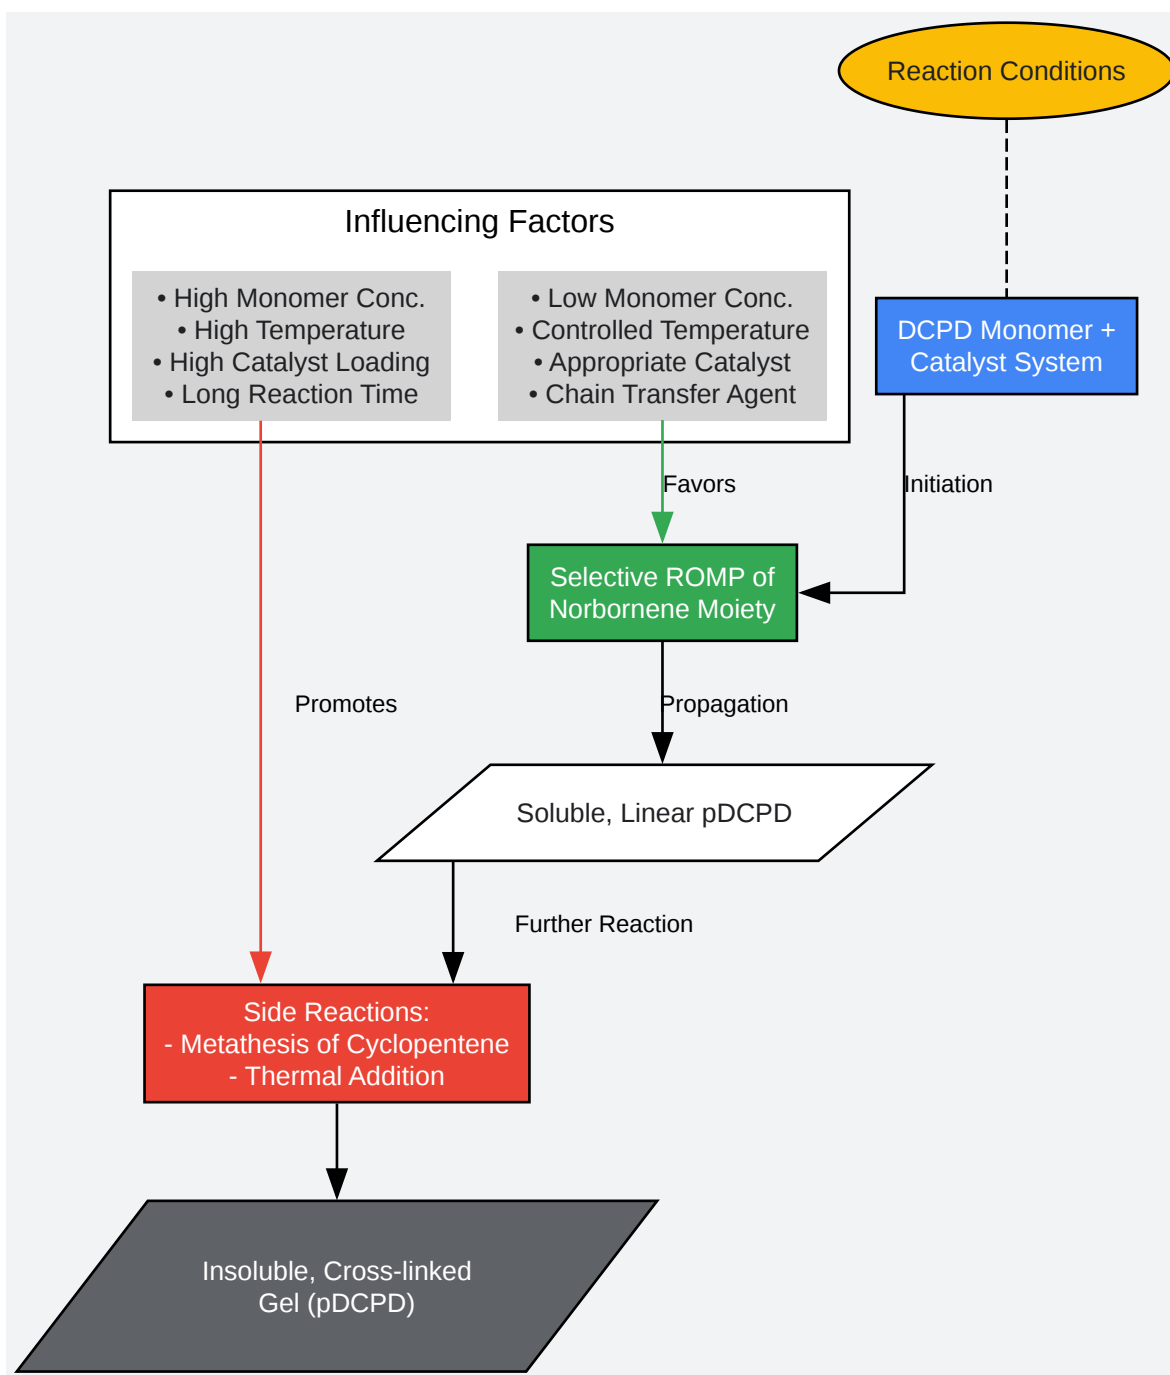 Reaction Conditions
Influencing Factors
• High Monomer Conc.
• High Temperature
• High Catalyst Loading
• Long Reaction Time
• Low Monomer Conc.
• Controlled Temperature
• Appropriate Catalyst
• Chain Transfer Agent
DCPD Monomer +
Catalyst System
Favors
Initiation
Selective ROMP of
Norbornene Moiety
Promotes
Propagation
Soluble, Linear pDCPD
Further Reaction
Side Reactions:
- Metathesis of Cyclopentene
- Thermal Addition
Insoluble, Cross-linked
Gel (pDCPD)